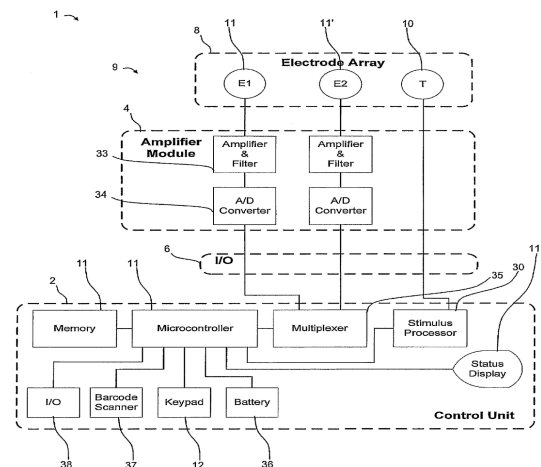 1
8
11
11'
10
Electrode Array
9
E1
E2
T
4
Amplifier Module
33
Amplifier & Filter
Amplifier & Filter
34
A/D Converter
A/D Converter
6
I/O
2
11
11
35
30
11
Memory
Microcontroller
Multiplexer
Stimulus Processor
Status Display
I/O
Barcode Scanner
Keypad
Battery
Control Unit
38
37
12
36